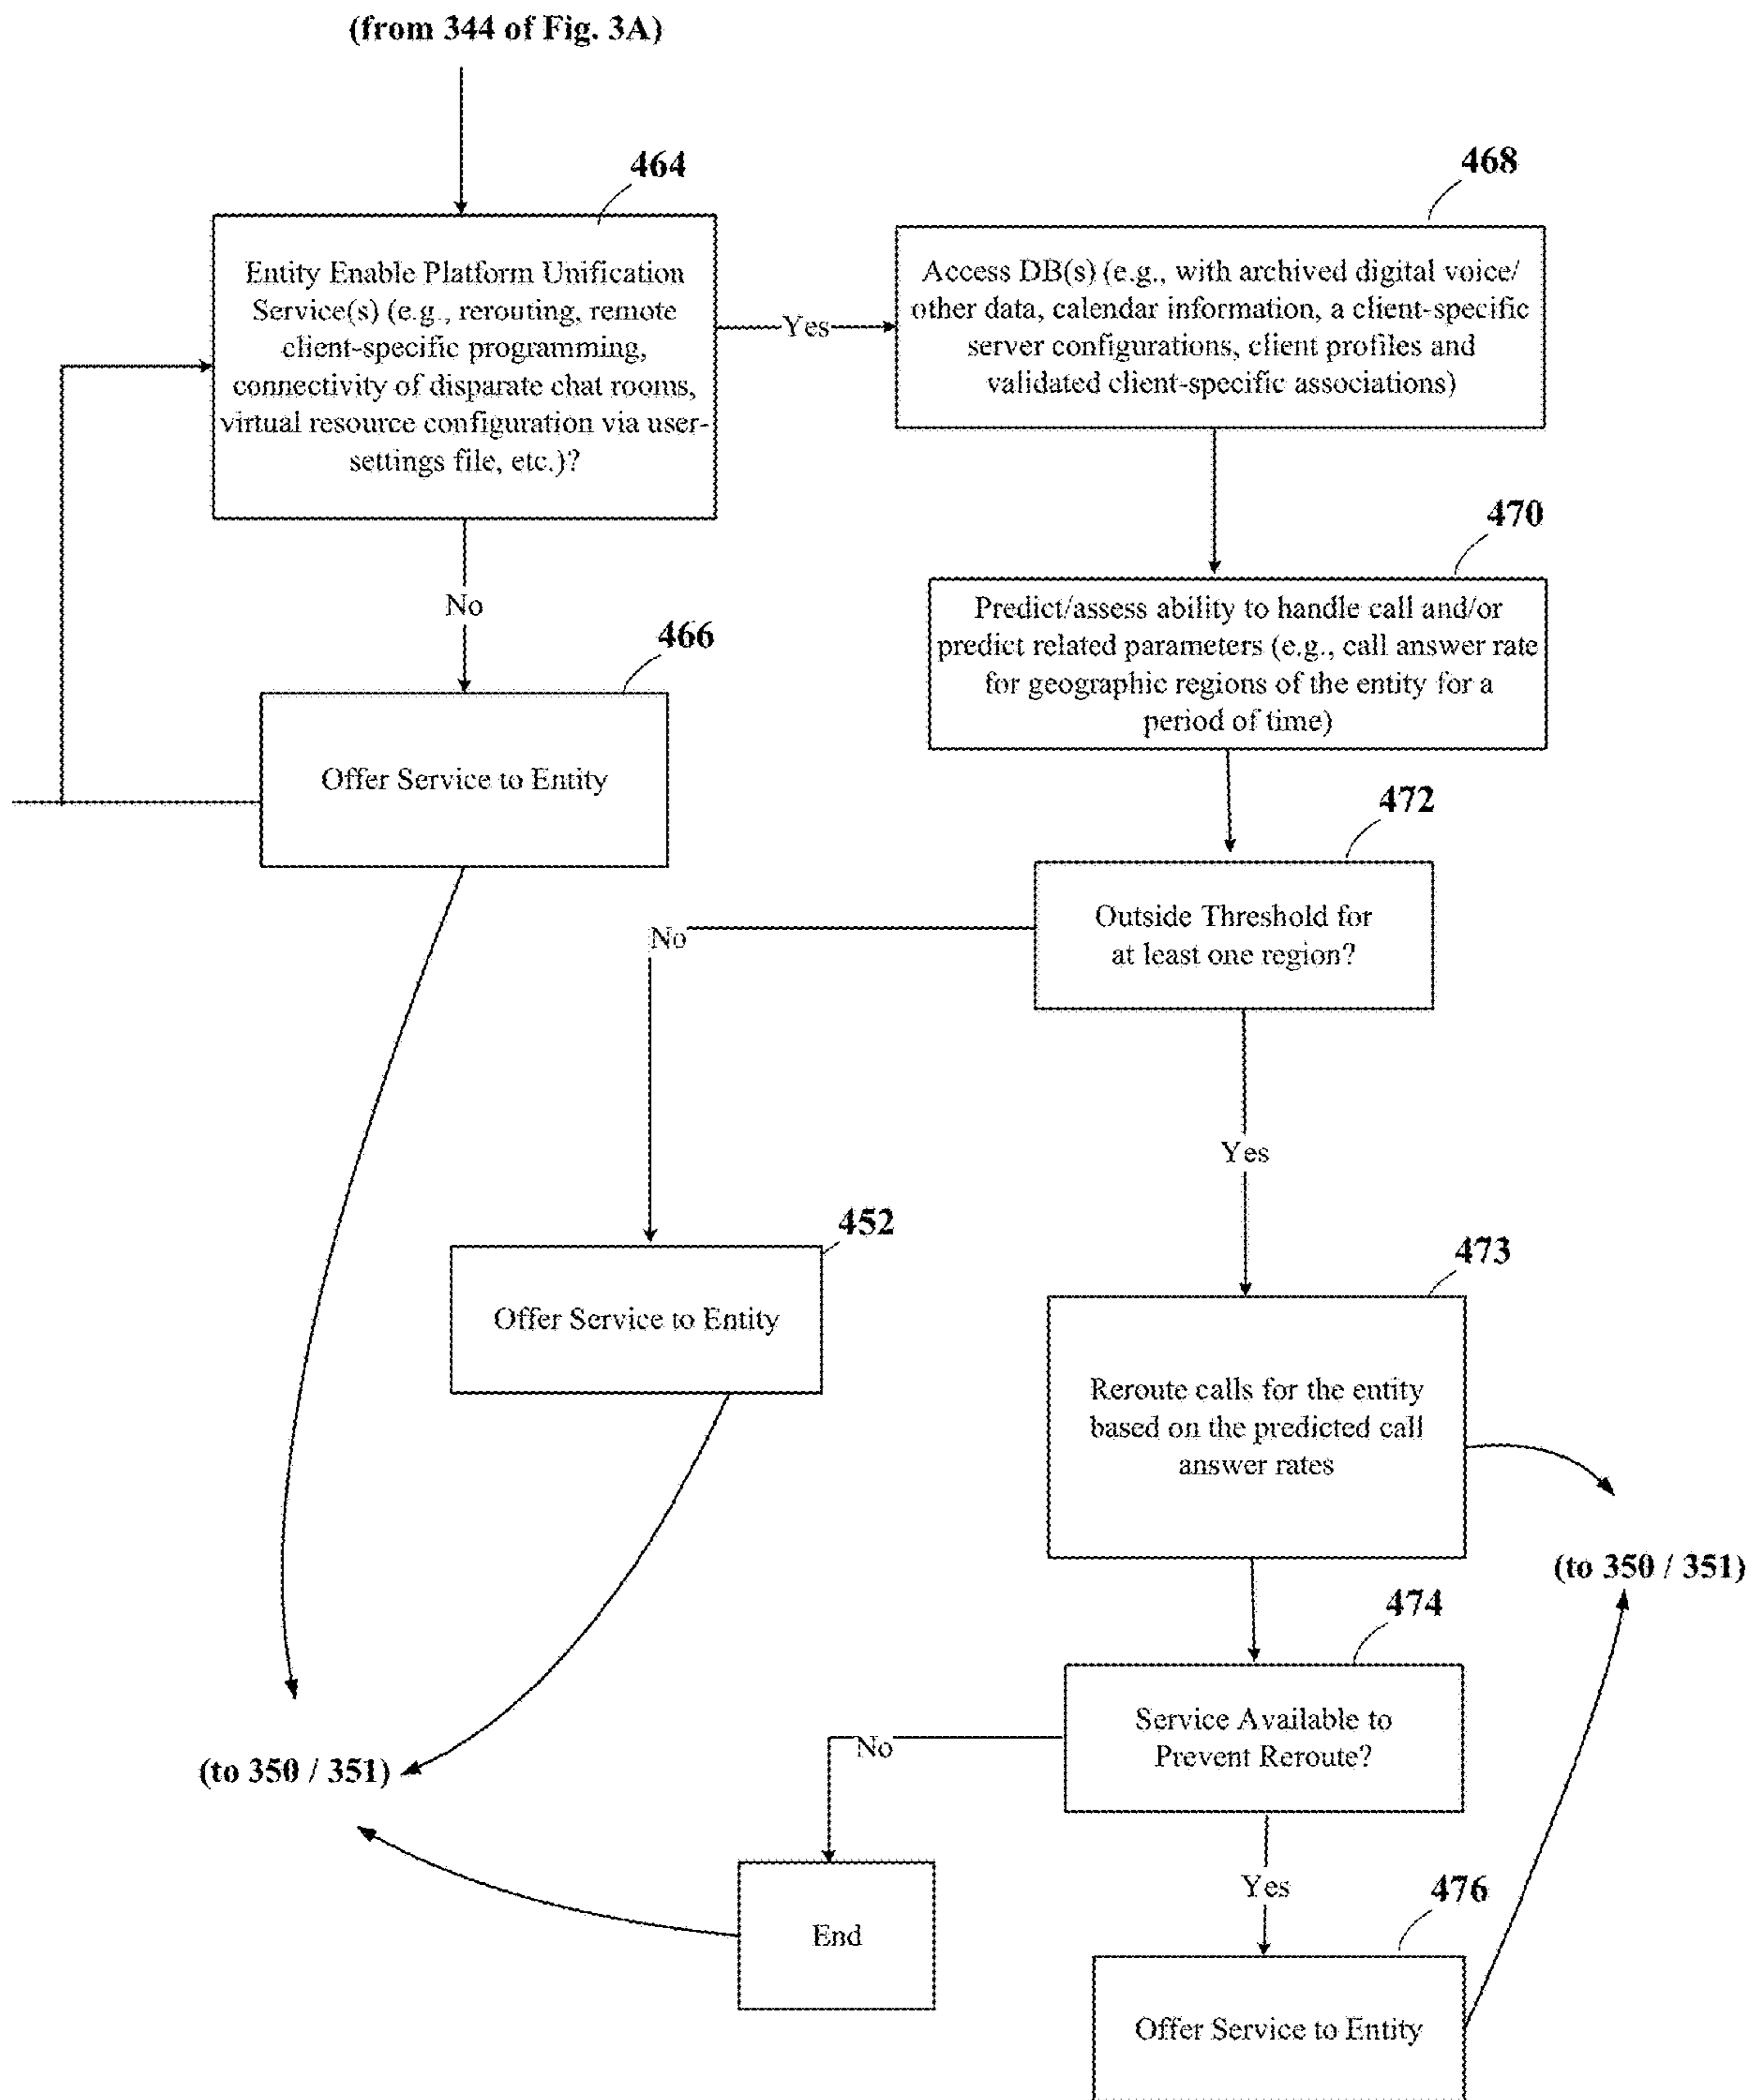 (from 344 of Fig. 3A)
464
Entity Enable Platform Unification
Service(s) (e.g., rerouting, remote
client-specific programming,
connectivity of disparate chat rooms,
virtual resource configuration via user-
settings file, etc.)?
Yes
468
Access DB(s) (e.g., with archived digital voice/
other data, calendar information, a client-specific
server configurations, client profiles and
validated client-specific associations)
No
470
Predict/assess ability to handle call and/or
predict related parameters (e.g., call answer rate
for geographic regions of the entity for a
period of time)
466
Offer Service to Entity
472
Outside Threshold for
at least one region?
No
Yes
452
Offer Service to Entity
473
Reroute calls for the entity
based on the predicted call
answer rates
(to 350 / 351)
474
Service Available to
Prevent Reroute?
No
(to 350 / 351)
Yes
End
476
Offer Service to Entity